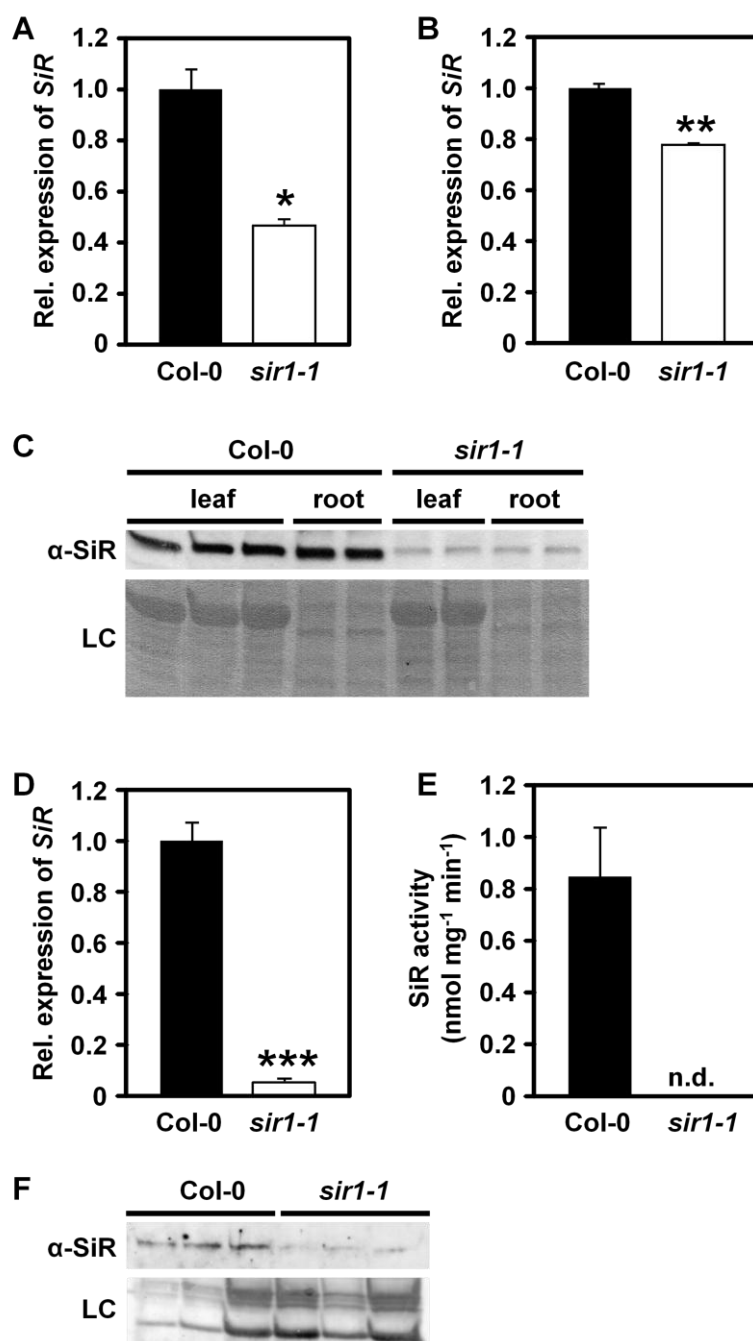 A
Rel. expression of SiR
1.2
1.0
0.8
0.6
0.4
0.2
0
*
Col-0 sir1-1
B
Rel. expression of SiR
1.2
1.0
0.8
0.6
0.4
0.2
0
**
Col-0 sir1-1
C
Col-0 sir1-1
leaf root leaf root
α-SiR
LC
D
Rel. expression of SiR
1.2
1.0
0.8
0.6
0.4
0.2
0
***
Col-0 sir1-1
E
SiR activity
(nmol mg⁻¹ min⁻¹)
1.2
1.0
0.8
0.6
0.4
0.2
0
n.d.
Col-0 sir1-1
F
Col-0 sir1-1
α-SiR
LC